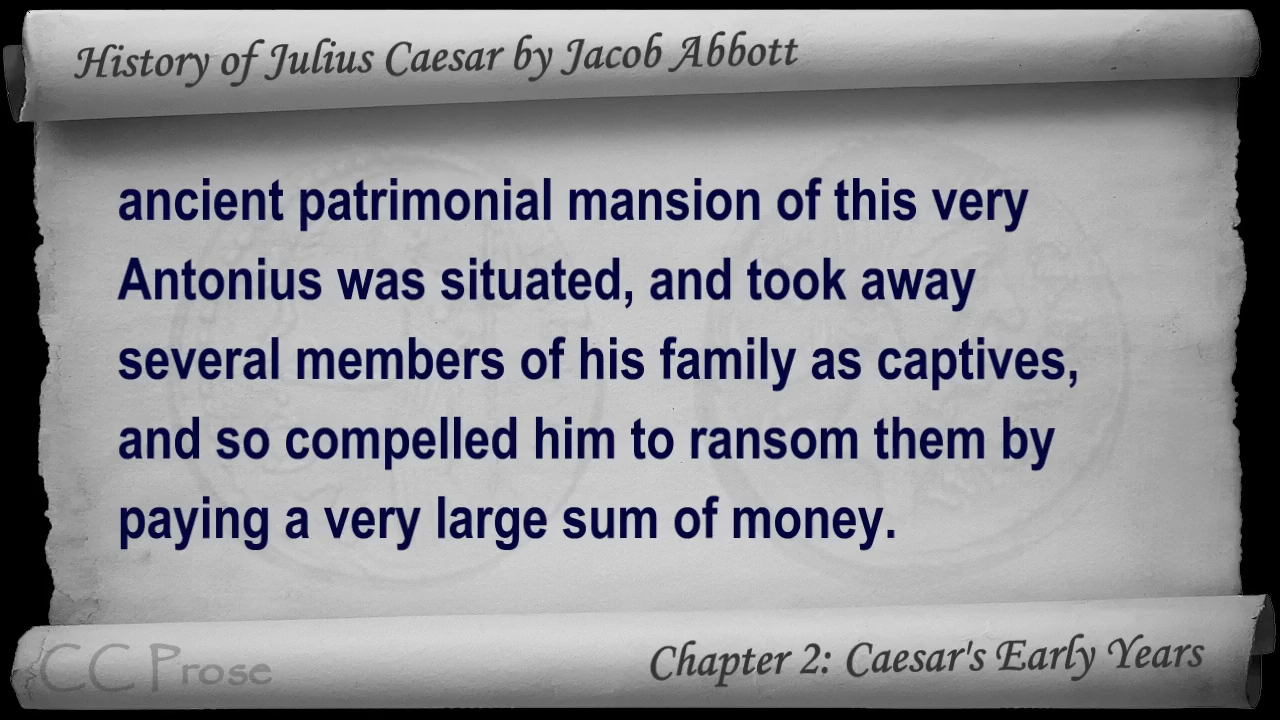 History of Julius Caesar by Jacob Abbott
ancient patrimonial mansion of this very
Antonius was situated, and took away
several members of his family as captives,
and so compelled him to ransom them by
paying a very large sum of money.
CC Prose
Chapter 2: Caesar's Early Years